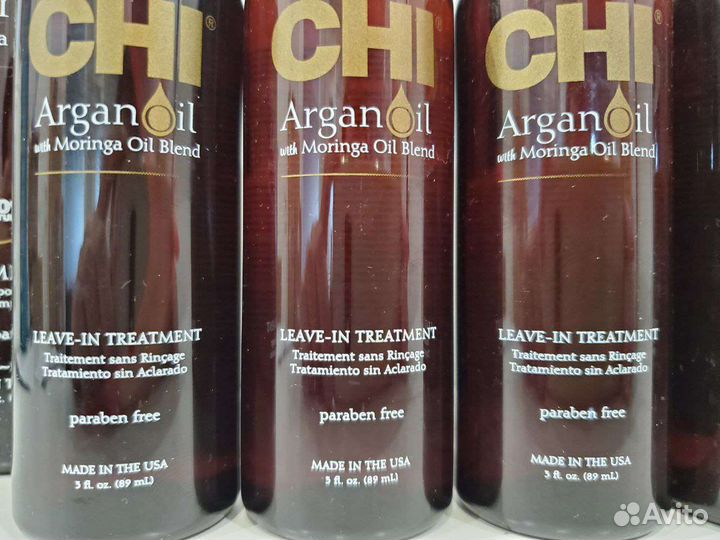 CHI®
Argan Oil
with Moringa Oil Blend
LEAVE-IN TREATMENT
Traitement sans Rinçage
Tratamiento sin Aclarado
paraben free
MADE IN THE USA
3 fl. oz. (89 mL)
CHI®
Argan Oil
with Moringa Oil Blend
LEAVE-IN TREATMENT
Traitement sans Rinçage
Tratamiento sin Aclarado
paraben free
MADE IN THE USA
3 fl. oz. (89 mL)
CHI®
Argan Oil
with Moringa Oil Blend
LEAVE-IN TREATMENT
Traitement sans Rinçage
Tratamiento sin Aclarado
paraben free
MADE IN THE USA
3 fl. oz. (89 mL)
Avito